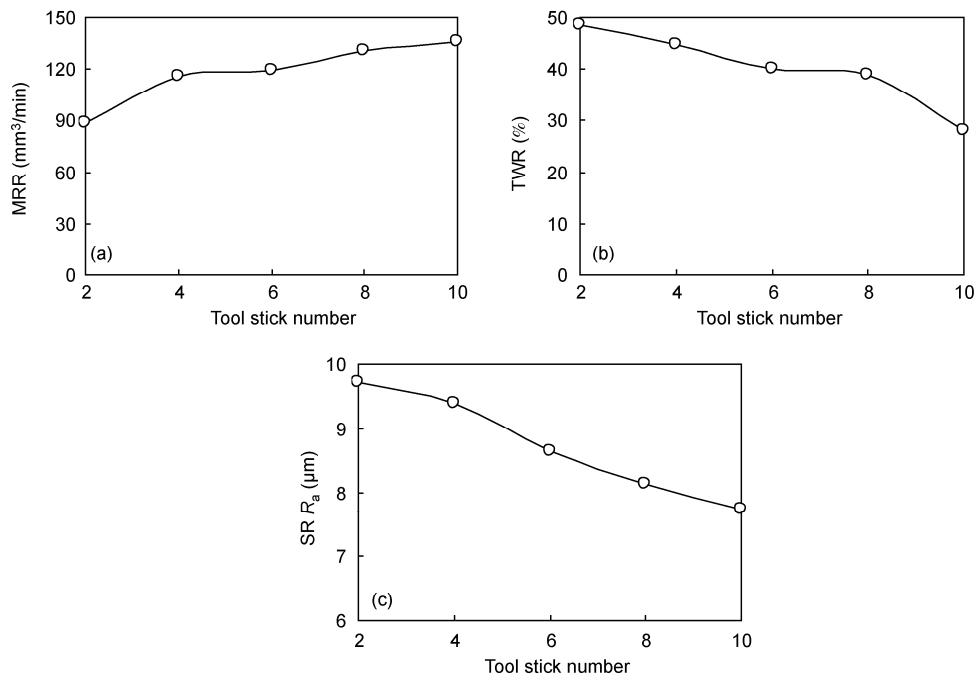 150
120
90
60
30
0
MRR (mm³/min)
(a)
2 4 6 8 10
Tool stick number
50
40
30
20
10
0
TWR (%)
(b)
2 4 6 8 10
Tool stick number
10
9
8
7
6
SR Rₐ (μm)
(c)
2 4 6 8 10
Tool stick number